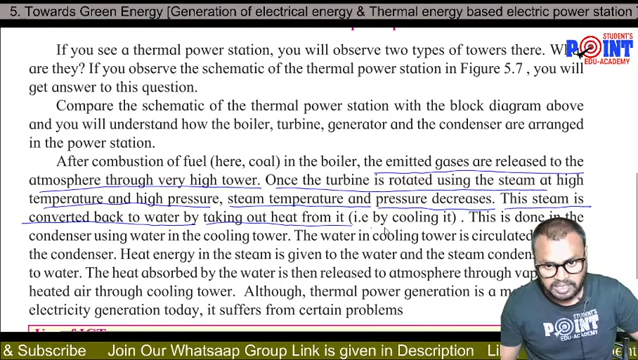 5. Towards Green Energy [Generation of electrical energy & Thermal energy based electric power station
If you see a thermal power station, you will observe two types of towers there.
are they? If you observe the schematic of the thermal power station in Figure 5.7 , you will
get answer to this question.
STUDENT'S
POINT
EDU-ACADEMY
Compare the schematic of the thermal power station with the block diagram above
and you will understand how the boiler, turbine, generator and the condenser are arranged
in the power station.
After combustion of fuel (here, coal) in the boiler, the emitted gases are released to the
atmosphere through very high tower. Once the turbine is rotated using the steam at high
temperature and high pressure, steam temperature and pressure decreases. This steam is
converted back to water by taking out heat from it (i.e by cooling it) . This is done in the
condenser using water in the cooling tower. The water in cooling tower is circulated
the condenser. Heat energy in the steam is given to the water and the steam
to water. The heat absorbed by the water is then released to atmosphere through
heated air through cooling tower. Although, thermal power generation is a
electricity generation today, it suffers from certain problems
& Subscribe Join Our Whatsaap Group Link is given in Description